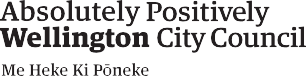 Absolutely Positively
Wellington City Council
Me Heke Ki Pōneke